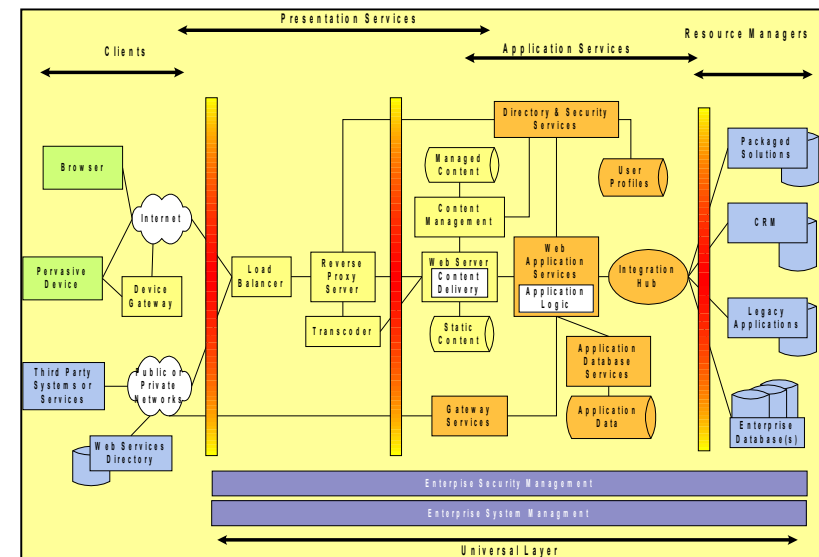 Presentation Services
Resource Managers
Clients
Application Services
Directory & Security
Services
Packaged
Solutions
Managed
Content
Browser
User
Profiles
Content
Management
Internet
CRM
Web
Application
Services
Web Server
Content
Delivery
Reverse
Proxy
Server
Load
Balancer
Integration
Hub
Pervasive
Device
Device
Gateway
Application
Logic
Legacy
Applications
Transcoder
Static
Content
Application
Database
Services
Third Party
Systems or
Services
Public or
Private
Networks
Gateway
Services
Application
Data
Enterprise
Database(s)
Web Services
Directory
Enterpise Security Management
Enterprise System Managment
Universal Layer